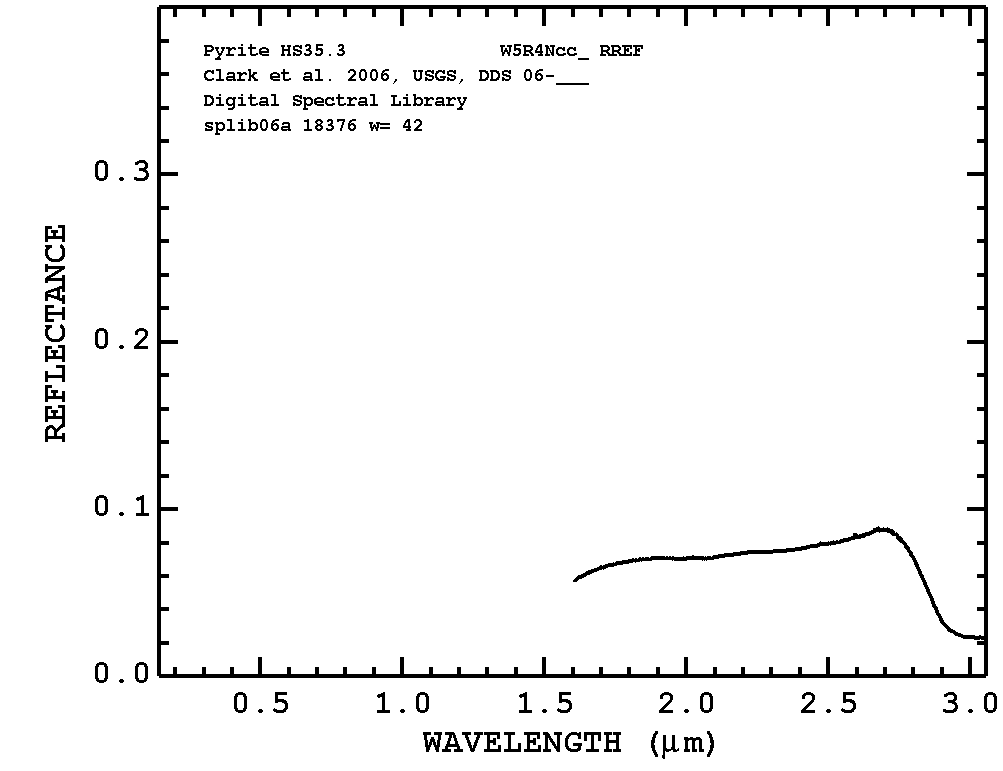 Pyrite HS35.3 W5R4Ncc_ RREF
Clark et al. 2006, USGS, DDS 06-___
Digital Spectral Library
splib06a 18376 w= 42
0.3
0.2
0.1
0.0
REFLECTANCE
0.5 1.0 1.5 2.0 2.5 3.0
WAVELENGTH (μm)